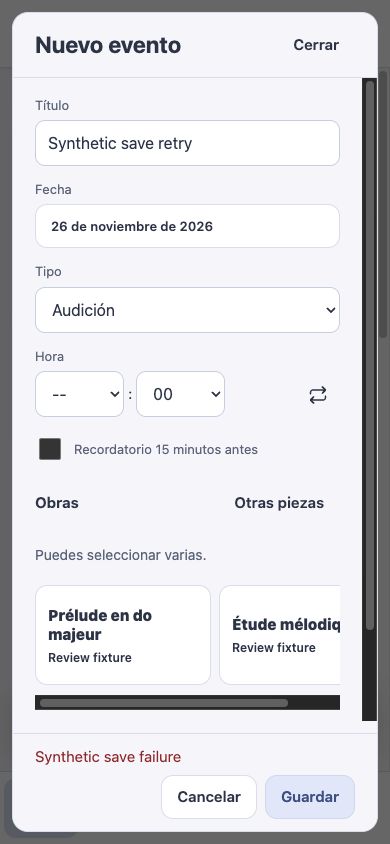 Nuevo evento
Cerrar
Título
Synthetic save retry
Fecha
26 de noviembre de 2026
Tipo
Audición
Hora
--
:
00
Recordatorio 15 minutos antes
Obras
Otras piezas
Puedes seleccionar varias.
Prélude en do
majeur
Review fixture
Étude mélodiq
Review fixture
Synthetic save failure
Cancelar
Guardar